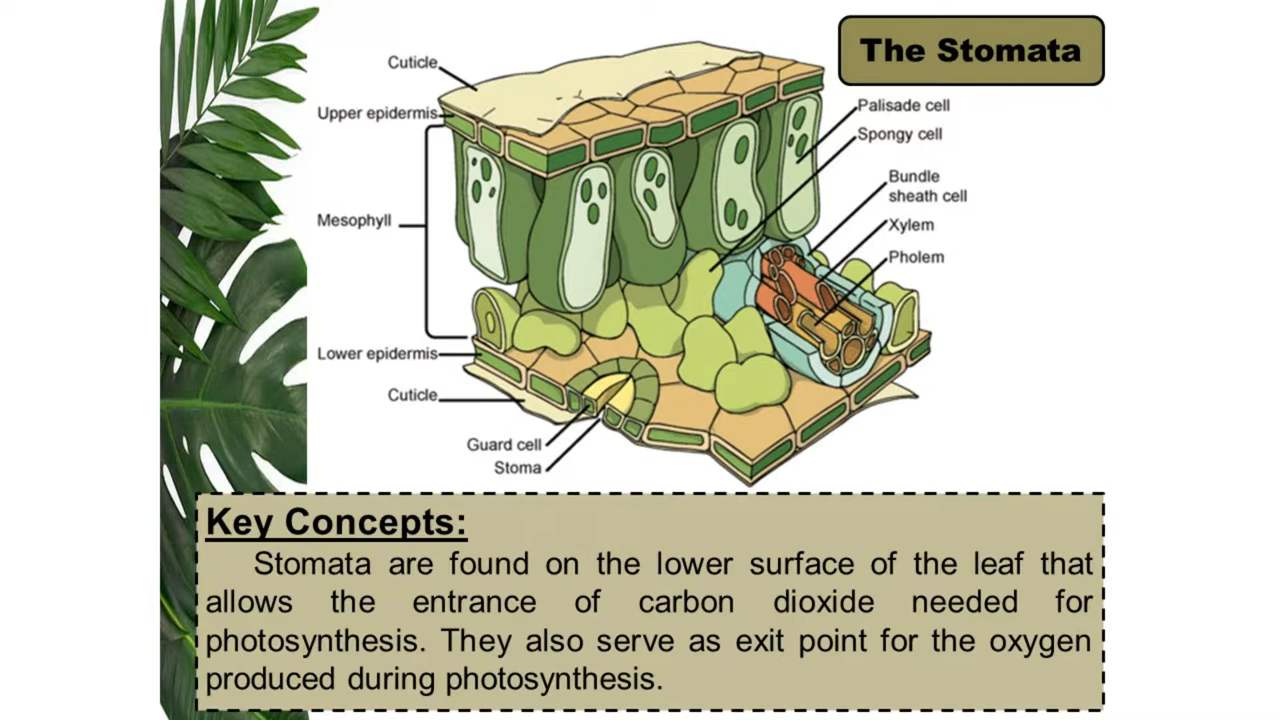 The Stomata
Cuticle
Upper epidermis
Mesophyll
Lower epidermis
Cuticle
Guard cell
Stoma
Palisade cell
Spongy cell
Bundle
sheath cell
Xylem
Pholem
Key Concepts:
Stomata are found on the lower surface of the leaf that
allows the entrance of carbon dioxide needed for
photosynthesis. They also serve as exit point for the oxygen
produced during photosynthesis.